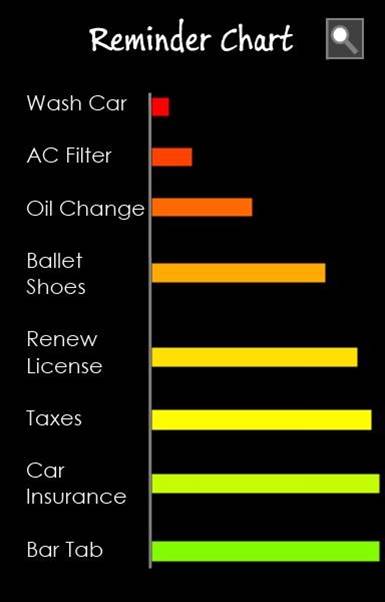 Reminder Chart
Wash Car
AC Filter
Oil Change
Ballet
Shoes
Renew
License
Taxes
Car
Insurance
Bar Tab